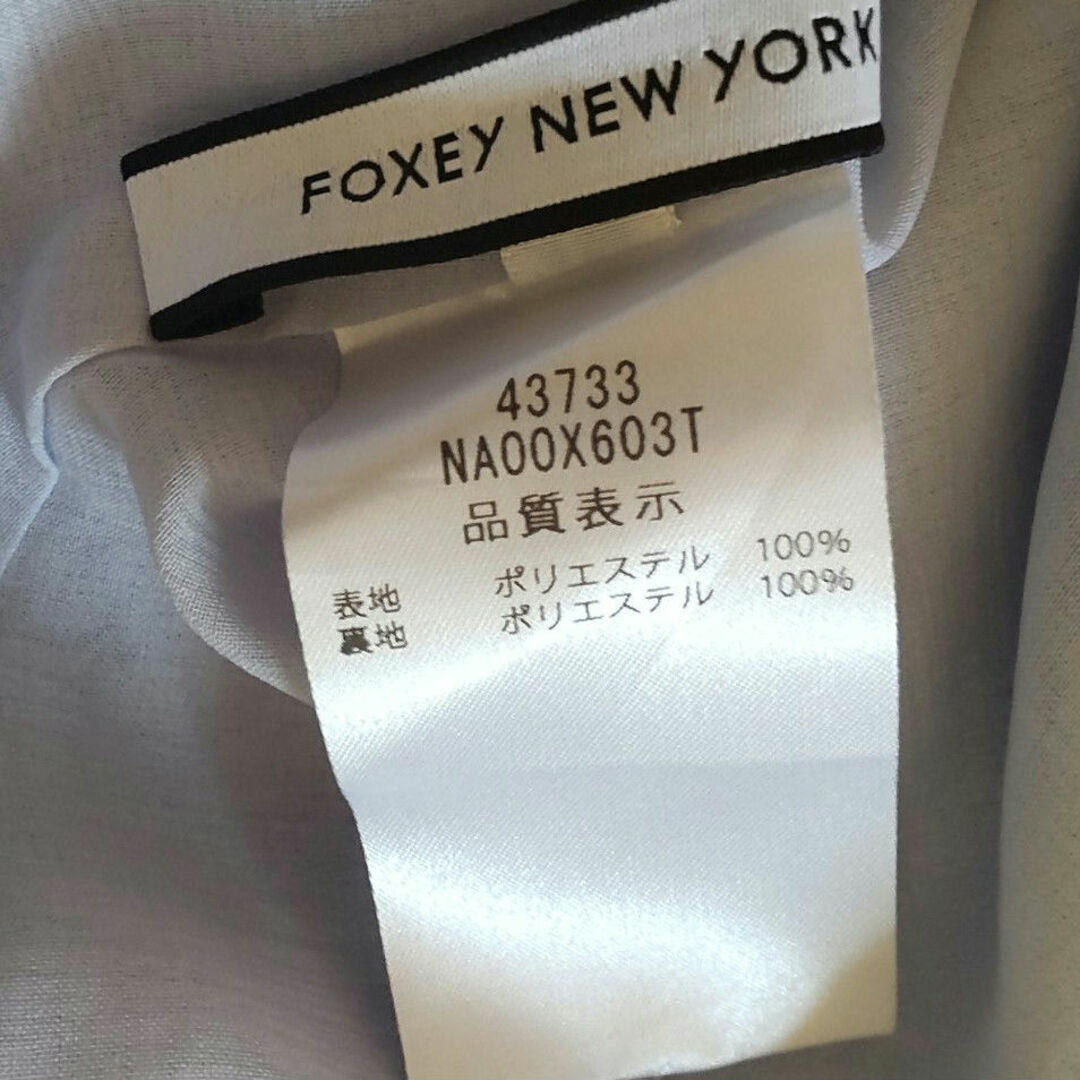 FOXEY NEW YORK
43733
NA00X603T
品質表示
表地 ポリエステル 100%
裏地 ポリエステル 100%